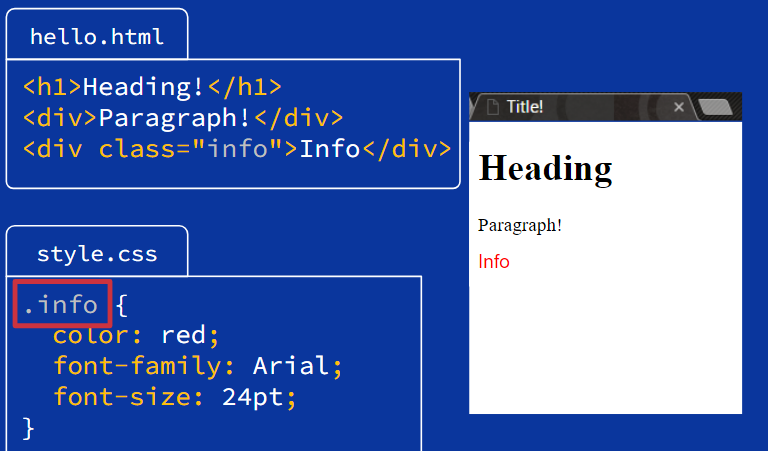 hello.html
<h1>Heading!</h1>
<div>Paragraph!</div>
<div class="info">Info</div>
style.css
.info {
color: red;
font-family: Arial;
font-size: 24pt;
}
Title!
Heading
Paragraph!
Info